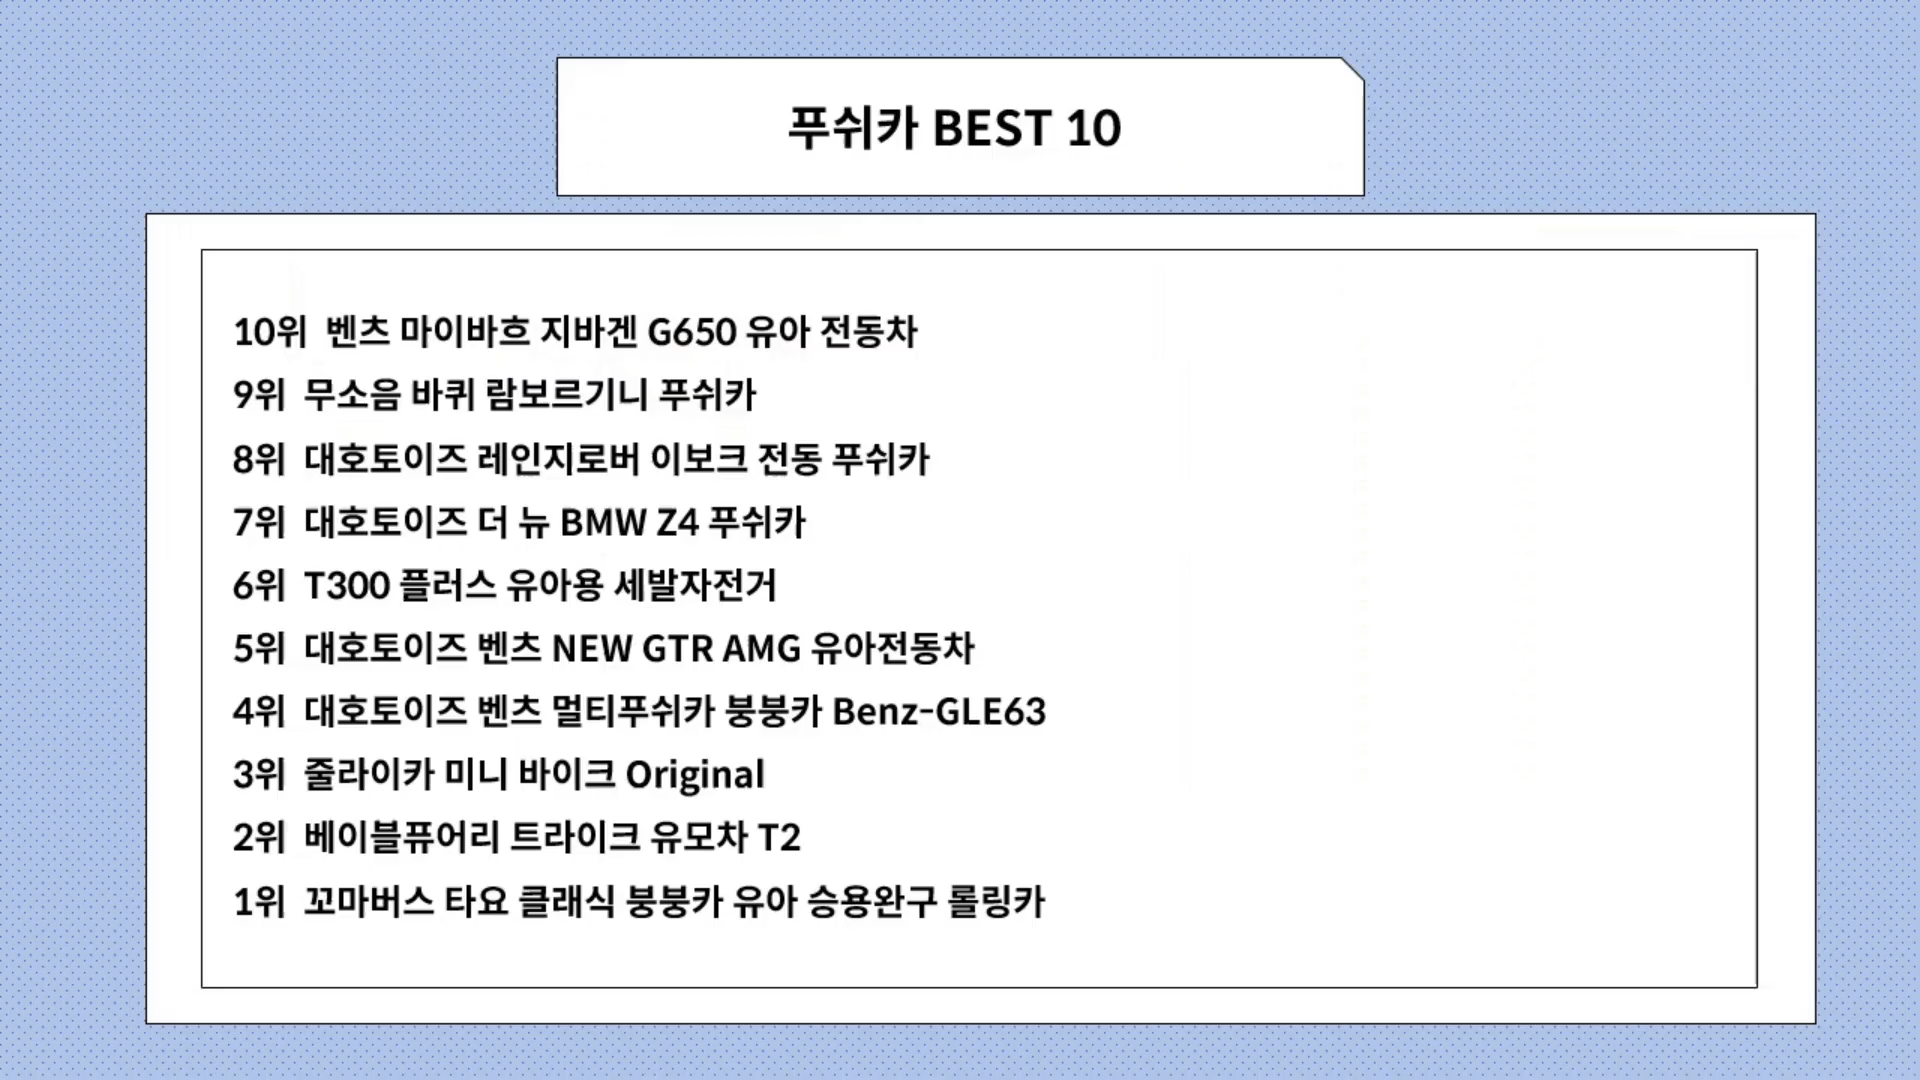 푸쉬카 BEST 10
10위 벤츠 마이바흐 지바겐 G650 유아 전동차
9위 무소음 바퀴 람보르기니 푸쉬카
8위 대호토이즈 레인지로버 이보크 전동 푸쉬카
7위 대호토이즈 더 뉴 BMW Z4 푸쉬카
6위 T300 플러스 유아용 세발자전거
5위 대호토이즈 벤츠 NEW GTR AMG 유아전동차
4위 대호토이즈 벤츠 멀티푸쉬카 붕붕카 Benz-GLE63
3위 줄라이카 미니 바이크 Original
2위 베이블퓨어리 트라이크 유모차 T2
1위 꼬마버스 타요 클래식 붕붕카 유아 승용완구 롤링카